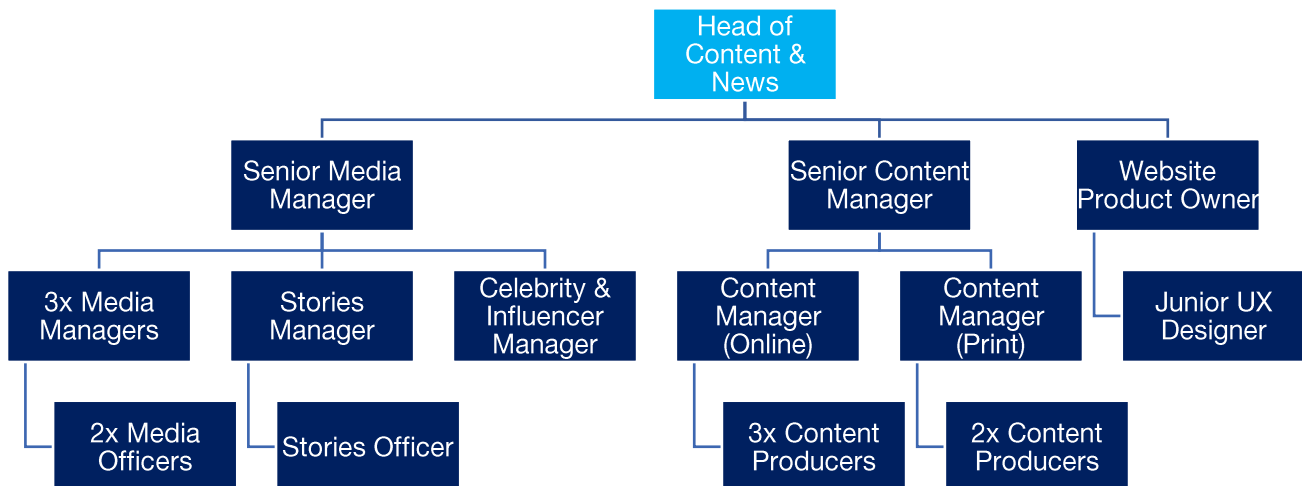 Head of
Content &
News
Senior Media
Manager
Senior Content
Manager
Website
Product Owner
3x Media
Managers
Stories
Manager
Celebrity &
Influencer
Manager
Content
Manager
(Online)
Content
Manager
(Print)
Junior UX
Designer
2x Media
Officers
Stories Officer
3x Content
Producers
2x Content
Producers